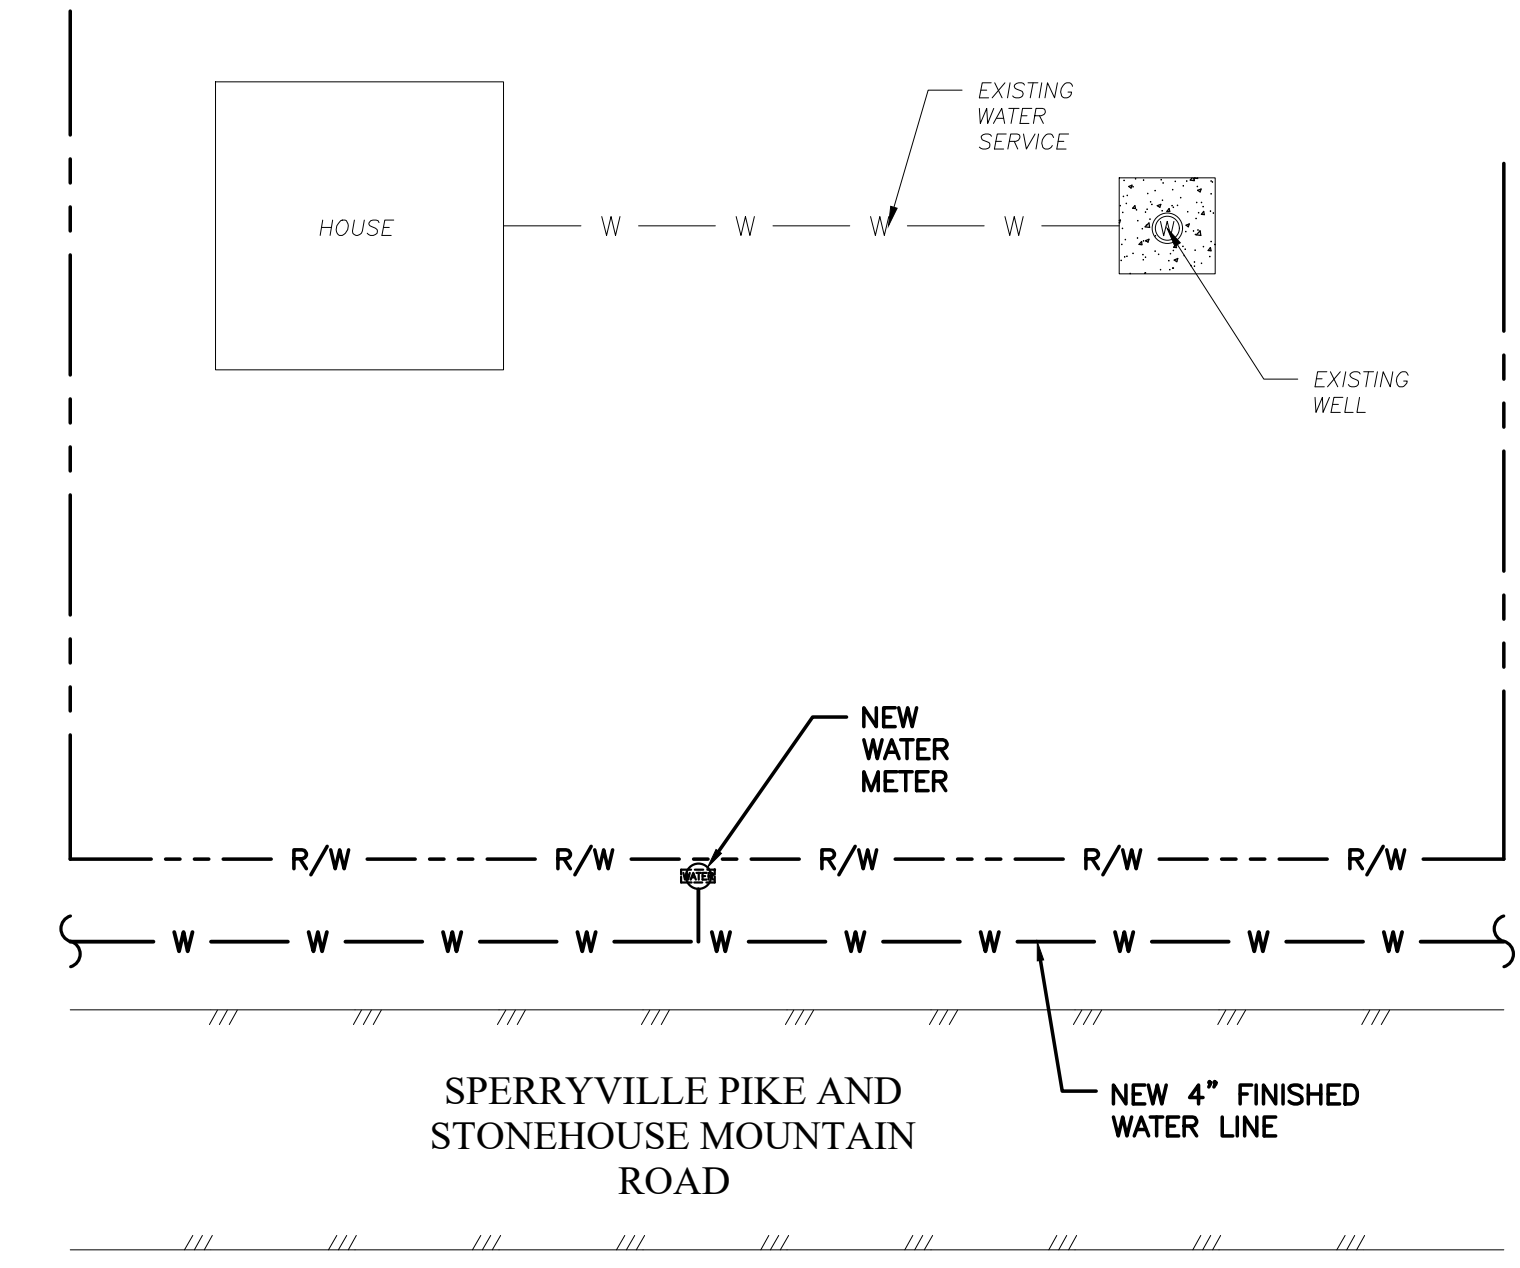 EXISTING
WATER
SERVICE
HOUSE
W W W W
W
EXISTING
WELL
NEW
WATER
METER
R/W R/W R/W R/W R/W
WATER
W W W W W W W W W W
SPERRYVILLE PIKE AND
STONEHOUSE MOUNTAIN
ROAD
NEW 4” FINISHED
WATER LINE